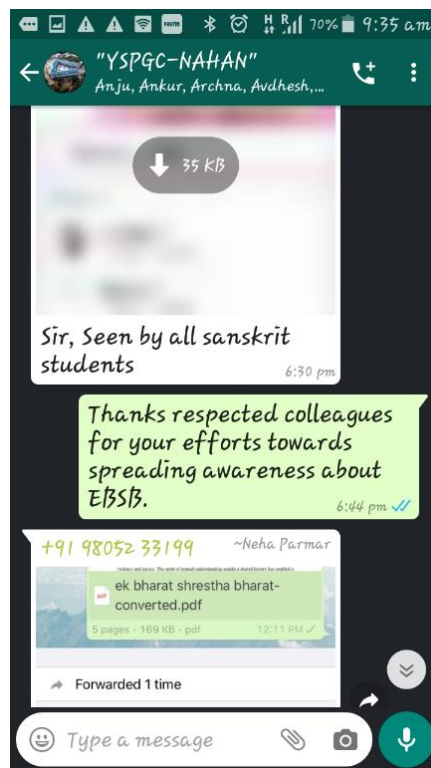 Paytm H+ R 70% 9:35 am
"YSPGC-NAHAN"
Anju, Ankur, Archna, Avdhesh,...
35 KB
Sir, Seen by all sanskrit
students
6:30 pm
Thanks respected colleagues
for your efforts towards
spreading awareness about
EBSB.
6:44 pm
+91 98052 33199 ~Neha Parmar
ek bharat shrestha bharat-
converted.pdf
5 pages • 169 KB • pdf 12:11 PM
Forwarded 1 time
Type a message